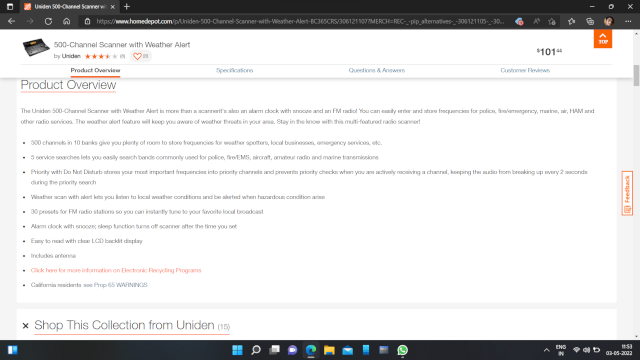 500-Channel Scanner w
https://www.homedepot.com/p/Uniden-500-Channel-Scanner-with-Weather-Alert-BC365CRS/306121107?MERCH=REC-_-pip_alternatives-_-306121105-_-30...
500-Channel Scanner with Weather Alert
by Uniden
$101.44
TOP
Product Overview
Specifications
Questions & Answers
Customer Reviews
Product Overview
The Uniden 500-Channel Scanner with Weather Alert is more than a scannerit's also an alarm clock with snooze and an FM radio! You can easily enter and store frequencies for police, fire/emergency, marine, air, HAM and
other radio services. The weather alert feature will keep you aware of weather threats in your area. Stay in the know with this multi-featured radio scanner!
500 channels in 10 banks give you plenty of room to store frequencies for weather spotters, local businesses, emergency services, etc.
3 service searches lets you easily search bands commonly used for police, fire/EMS, aircraft, amateur radio and marine transmissions
Priority with Do Not Disturb stores your most important frequencies into priority channels and prevents priority checks when you are actively receiving a channel, keeping the audio from breaking up every 2 seconds
during the priority search
Weather scan with alert lets you listen to local weather conditions and be alerted when hazardous condition arise
30 presets for FM radio stations so you can instantly tune to your favorite local broadcast
Alarm clock with snooze; sleep function turns off scanner after the time you set
Easy to read with clear LCD backlit display
Includes antenna
Click here for more information on Electronic Recycling Programs
California residents see Prop 65 WARNINGS
Feedback
Shop This Collection from Uniden (15)
ENG
IN
11:53
03-05-2022